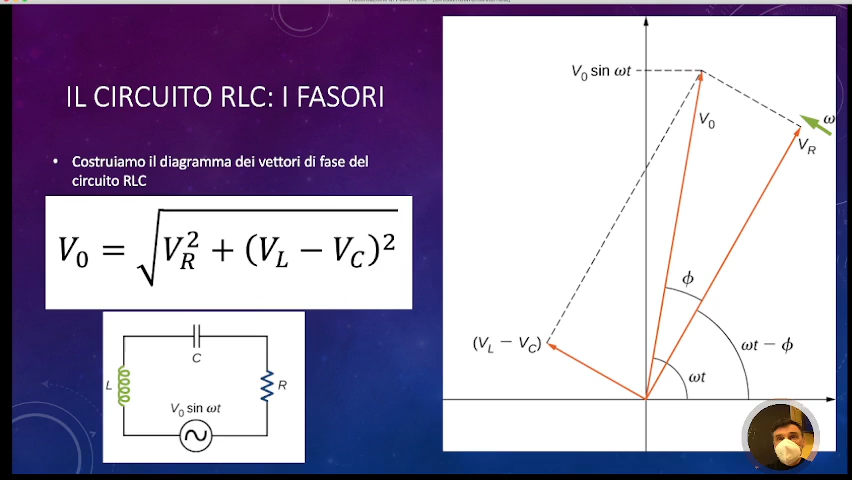 IL CIRCUITO RLC: I FASORI
• Costruiamo il diagramma dei vettori di fase del
circuito RLC
V₀ = √(V_R² + (V_L − V_C)²)
C
L
R
V₀ sin ωt
V₀ sin ωt
V₀
ω
V_R
ϕ
(V_L − V_C)
ωt − ϕ
ωt